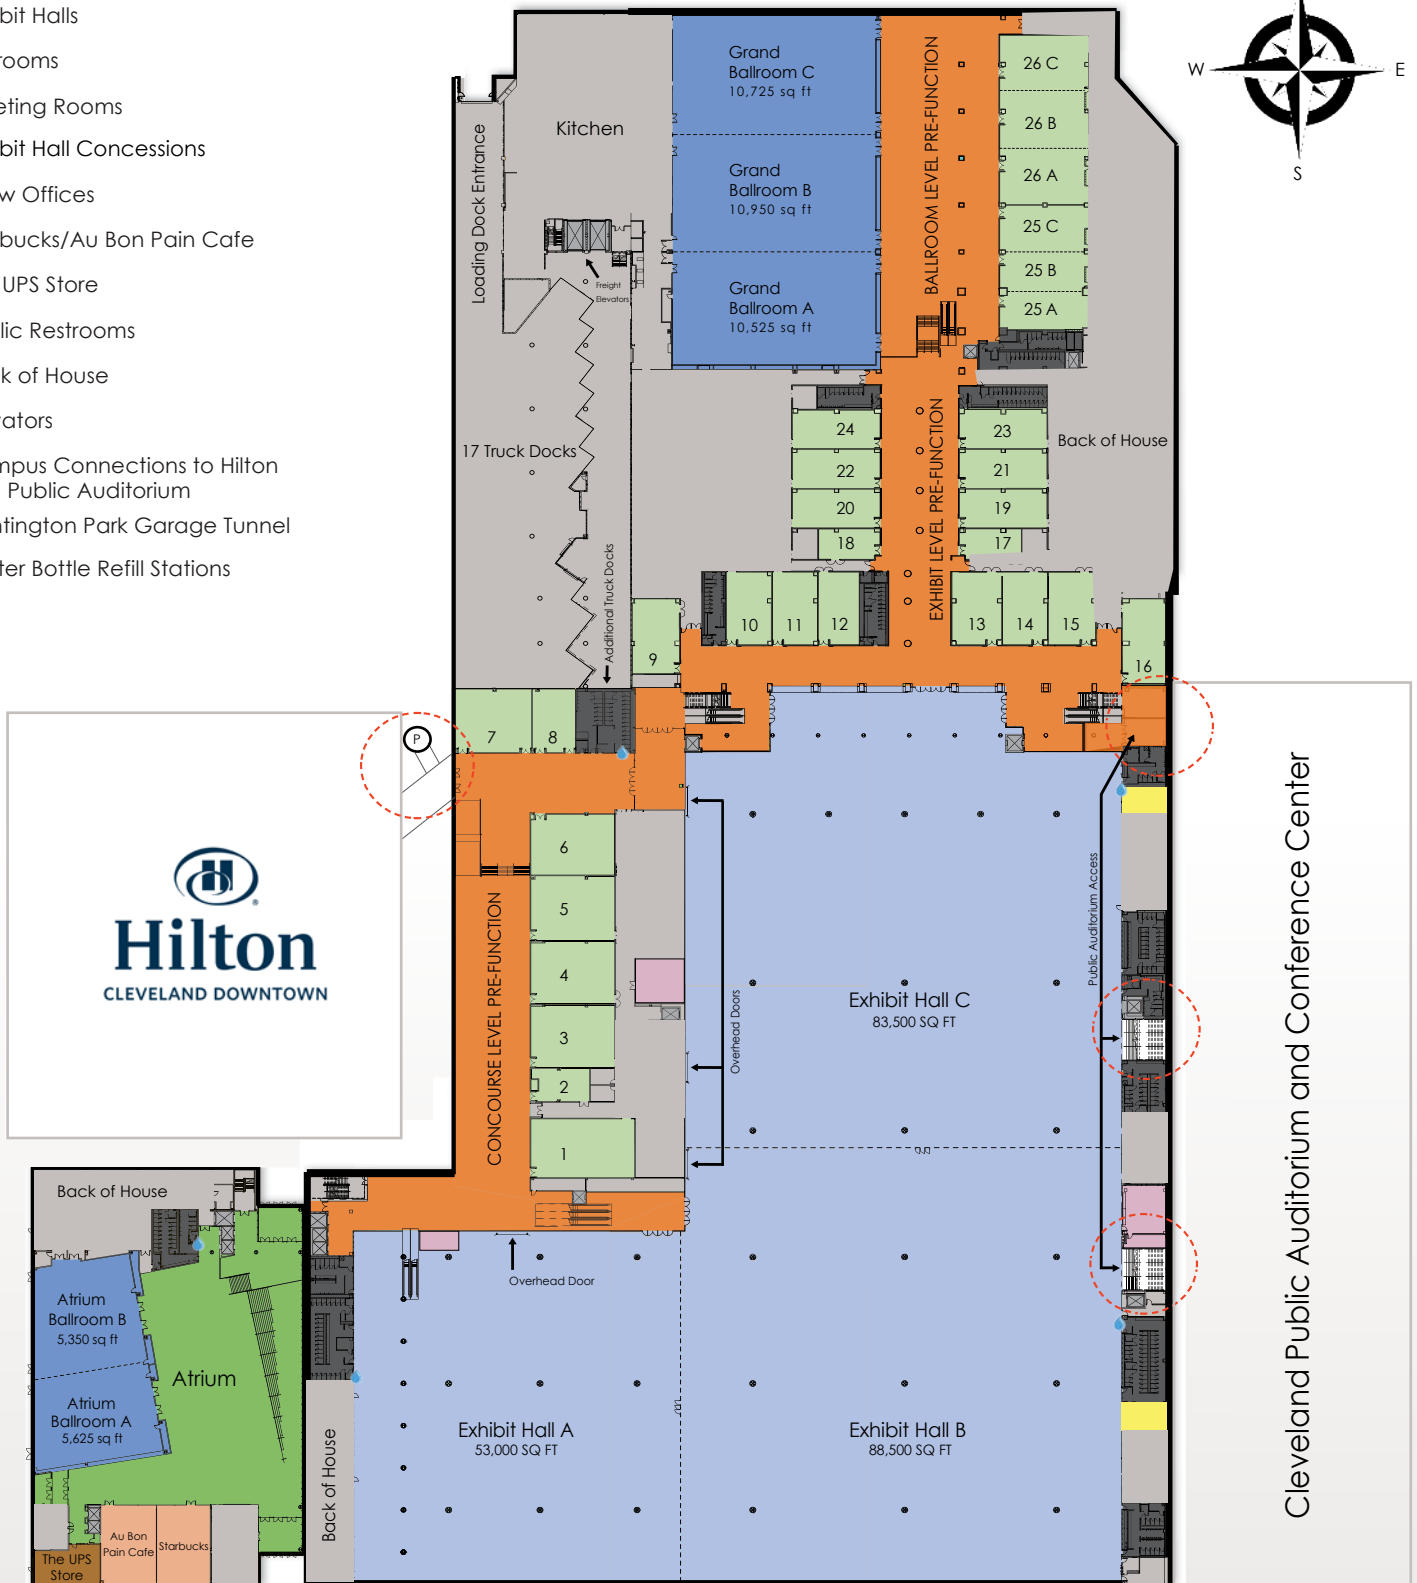 bit Halls
rooms
eting Rooms
bit Hall Concessions
w Offices
bucks/Au Bon Pain Cafe
UPS Store
lic Restrooms
k of House
ators
mpus Connections to Hilton
Public Auditorium
tington Park Garage Tunnel
ter Bottle Refill Stations
W
E
S
Loading Dock Entrance
Kitchen
Freight
Elevators
Grand
Ballroom C
10,725 sq ft
Grand
Ballroom B
10,950 sq ft
Grand
Ballroom A
10,525 sq ft
BALLROOM LEVEL PRE-FUNCTION
26 C
26 B
26 A
25 C
25 B
25 A
17 Truck Docks
Additional Truck Docks
24
22
20
18
EXHIBIT LEVEL PRE-FUNCTION
23
21
19
17
Back of House
9
10
11
12
13
14
15
16
7
8
P
Hilton
CLEVELAND DOWNTOWN
CONCOURSE LEVEL PRE-FUNCTION
6
5
4
3
2
1
Overhead Doors
Exhibit Hall C
83,500 SQ FT
Public Auditorium Access
Cleveland Public Auditorium and Conference Center
Back of House
Atrium
Ballroom B
5,350 sq ft
Atrium
Ballroom A
5,625 sq ft
Atrium
Au Bon
Pain Cafe
Starbucks
The UPS
Store
Back of House
Overhead Door
Exhibit Hall A
53,000 SQ FT
Exhibit Hall B
88,500 SQ FT